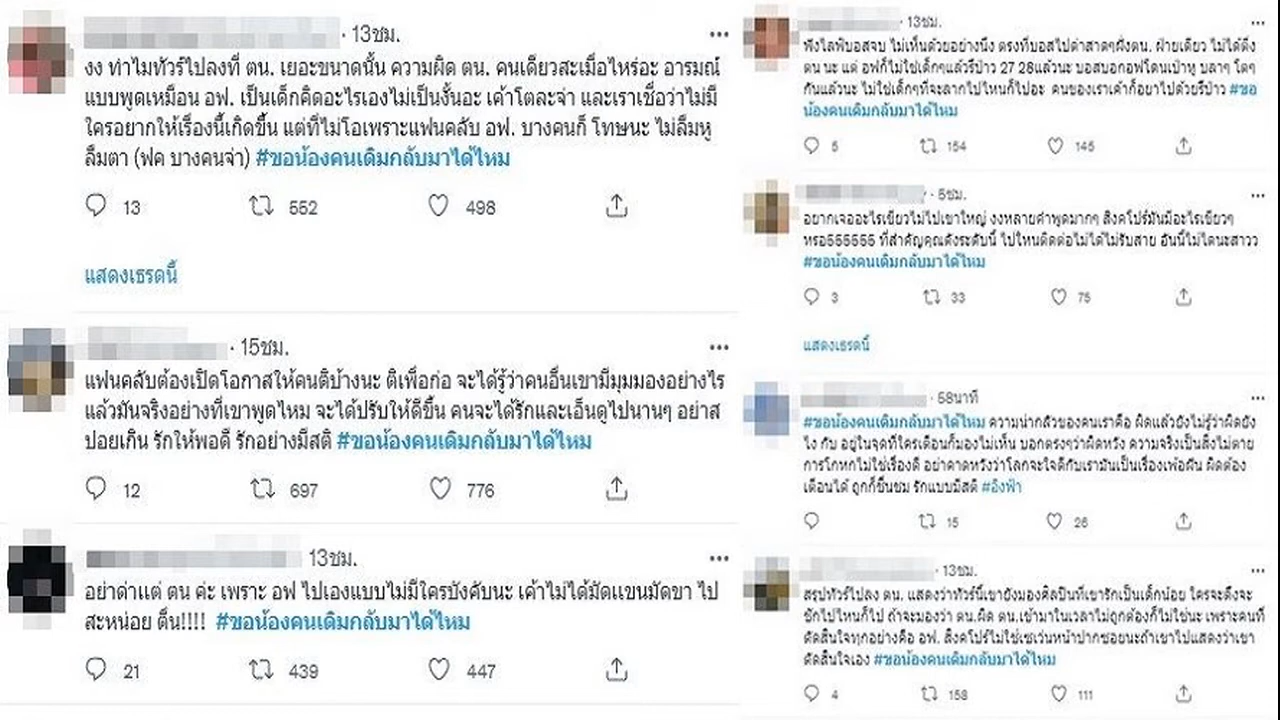 · 13ชม.
งง ทำไมทัวร์ไปลงที่ ตน. เยอะขนาดนั้น ความผิด ตน. คนเดียวสะเมื่อไหร่อะ อารมณ์
แบบพูดเหมือน อฟ. เป็นเด็กคิดอะไรเองไม่เป็นงั้นอะ เค้าโตละจ่า และเราเชื่อว่าไม่มี
ใครอยากให้เรื่องนี้เกิดขึ้น แต่ที่ไม่โอเพราะแฟนคลับ อฟ. บางคนก็ โทษนะ ไม่ลืมหู
ลืมตา (ฟค บางคนจ่า) #ขอน้องคนเดิมกลับมาได้ไหม
13 552 498
แสดงเธรดนี้
· 15ชม.
แฟนคลับต้องเปิดโอกาสให้คนติบ้างนะ ติเพื่อก่อ จะได้รู้ว่าคนอื่นเขามีมุมมองอย่างไร
แล้วมันจริงอย่างที่เขาพูดไหม จะได้ปรับให้ดีขึ้น คนจะได้รักและเอ็นดูไปนานๆ อย่าส
ปอยเกิน รักให้พอดี รักอย่างมีสติ #ขอน้องคนเดิมกลับมาได้ไหม
12 697 776
13ชม.
อย่าด่าแต่ ตน ค่ะ เพราะ อฟ ไปเองแบบไม่มีใครบังคับนะ เค้าไม่ได้มัดแขนมัดขา ไป
สะหน่อย ตื่น!!!! #ขอน้องคนเดิมกลับมาได้ไหม
21 439 447
· 13ชม.
ฟังไลฟ์บอสจบ ไม่เห็นด้วยอย่างนึง ตรงที่บอสไปด่าสาดๆฝั่งตน. ฝ่ายเดียว ไม่ได้ติ่ง
ตน นะ แต่ อฟก็ไม่ใช่เด็กๆแล้วรึป่าว 27 28แล้วนะ บอสบอกอฟโดนเป่าหู บลาๆ โตๆ
กันแล้วนะ ไม่ใช่เด็กๆที่จะลากไปไหนก็ไปอะ คนของเราเค้าก็อยาไปด้วยรึป่าว #ขอ
น้องคนเดิมกลับมาได้ไหม
5 154 145
· 5ชม.
อยากเจออะไรเขียวไม่ไปเขาใหญ่ งงหลายคำพูดมากๆ สิงคโปร์มันมีอะไรเขียวๆ
หรอ555555 ที่สำคัญคุณดังระดับนี้ ไปไหนติดต่อไม่ได้ไม่รับสาย อันนี้ไม่ไดนะสาวว
#ขอน้องคนเดิมกลับมาได้ไหม
3 33 75
แสดงเธรดนี้
· 58นาที
#ขอน้องคนเดิมกลับมาได้ไหม ความน่ากลัวของคนเราคือ ผิดแล้วยังไม่รู้ว่าผิดยัง
ไง กับ อยู่ในจุดที่ใครเตือนก็มองไม่เห็น บอกตรงๆว่าผิดหวัง ความจริงเป็นสิ่งไม่ตาย
การโกหกไม่ใช่เรื่องดี อย่าคาดหวังว่าโลกจะใจดีกับเรามันเป็นเรื่องเพ้อฝัน ผิดต้อง
เตือนได้ ถูกก็ชื่นชม รักแบบมีสติ #อิงฟ้า
15 26
· 13ชม.
สรุปทัวร์ไปลง ตน. แสดงว่าทัวร์นี้เขายังมองศิลปินที่เขารักเป็นเด็กน้อย ใครจะดึงจะ
ชักไปไหนก็ไป ถ้าจะมองว่า ตน.ผิด ตน.เข้ามาในเวลาไม่ถูกต้องก็ไม่ใช่นะ เพราะคนที่
ตัดสินใจทุกอย่างคือ อฟ. สิงคโปร์ไม่ใช่เซเว่นหน้าปากซอยนะถ้าเขาไปแสดงว่าเขา
ตัดสินใจเอง #ขอน้องคนเดิมกลับมาได้ไหม
4 158 111